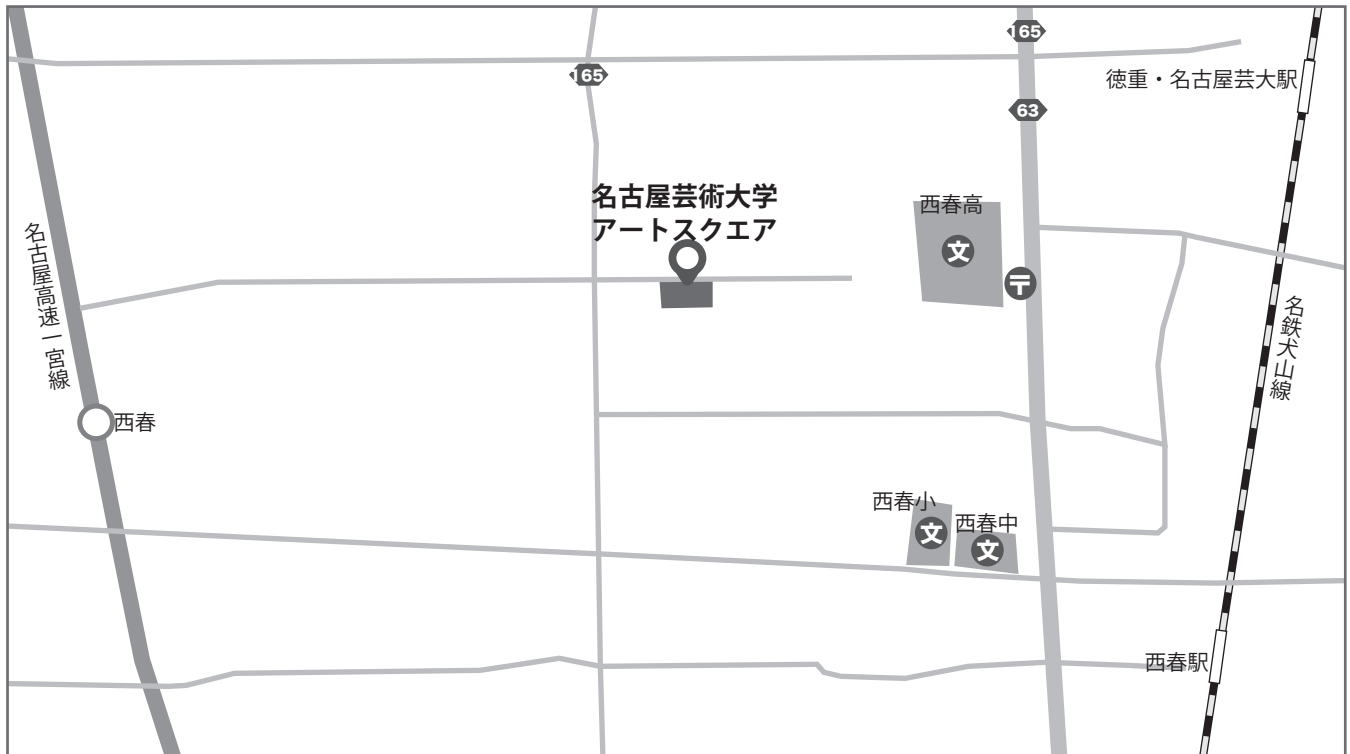 165
165
徳重・名古屋芸大駅
63
名古屋芸術大学
アートスクエア
西春高
文
〒
名古屋高速一宮線
名鉄犬山線
西春
西春小
文
西春中
文
西春駅